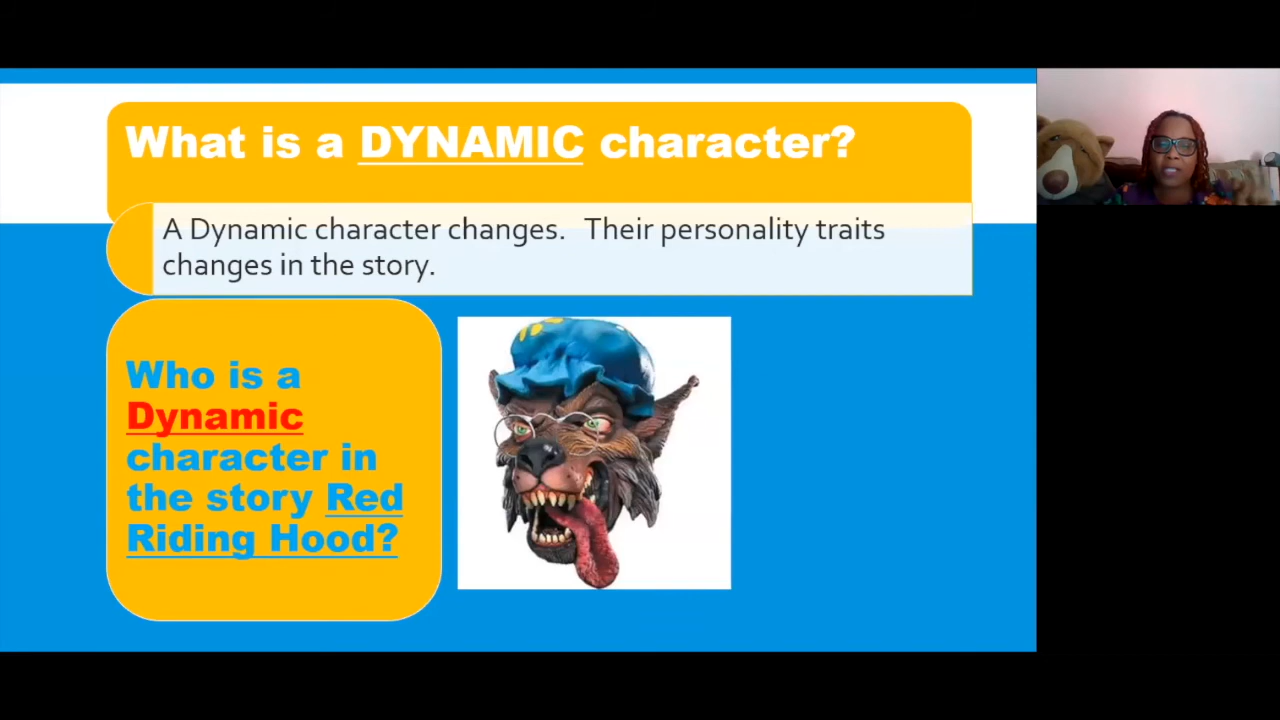 What is a DYNAMIC character?
A Dynamic character changes. Their personality traits
changes in the story.
Who is a
Dynamic
character in
the story Red
Riding Hood?